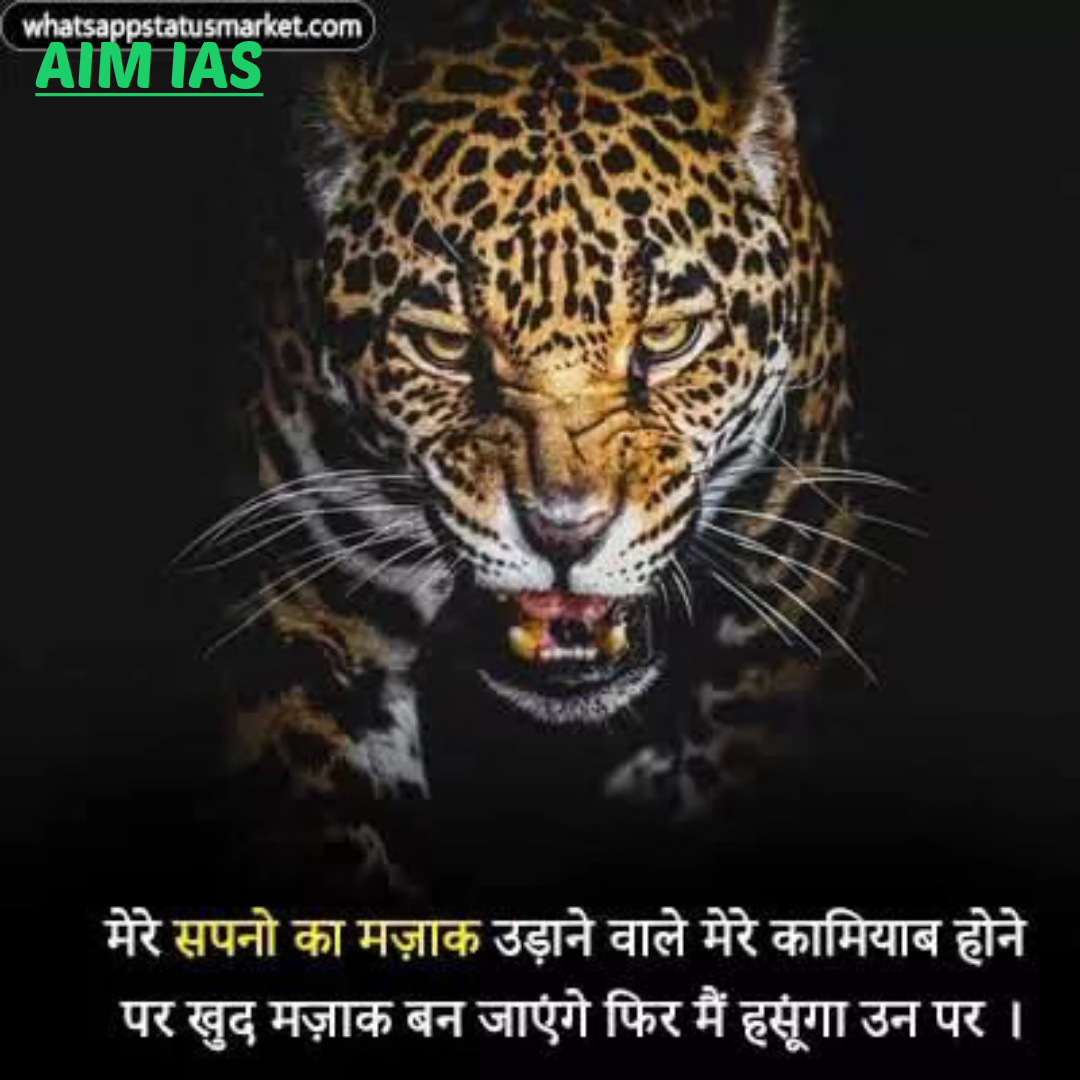 whatsappstatusmarket.com
AIM IAS
मेरे सपनो का मज़ाक उड़ाने वाले मेरे कामियाब होने
पर खुद मज़ाक बन जाएंगे फिर मैं हसूंगा उन पर ।